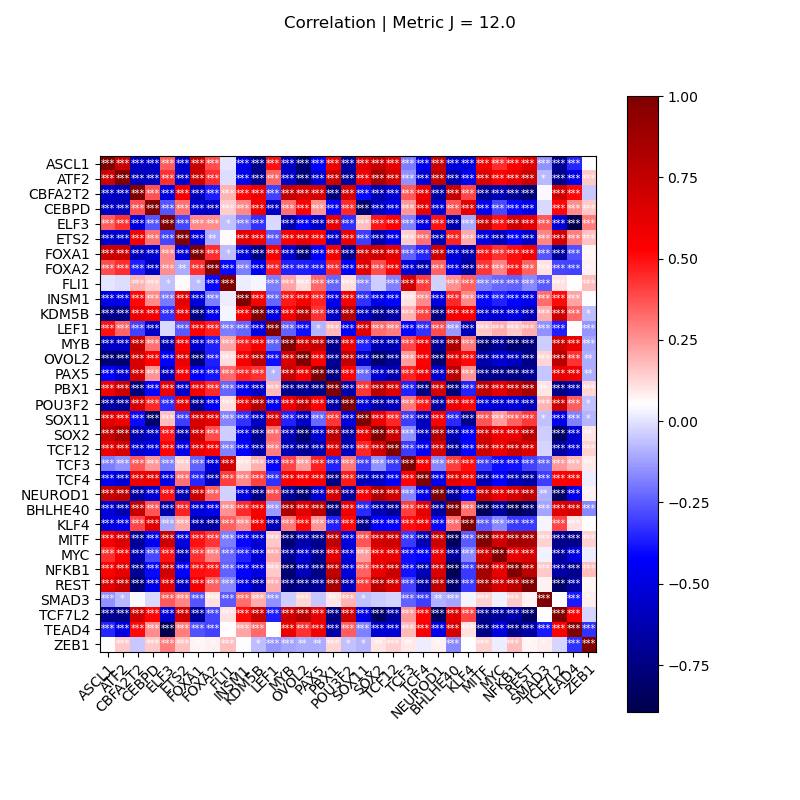 Correlation | Metric J = 12.0
ASCL1
ATF2
CBFA2T2
CEBPD
ELF3
ETS2
FOXA1
FOXA2
FLI1
INSM1
KDM5B
LEF1
MYB
OVOL2
PAX5
PBX1
POU3F2
SOX11
SOX2
TCF12
TCF3
TCF4
NEUROD1
BHLHE40
KLF4
MITF
MYC
NFKB1
REST
SMAD3
TCF7L2
TEAD4
ZEB1
ASCL1
ATF2
CBFA2T2
CEBPD
ELF3
ETS2
FOXA1
FOXA2
FLI1
INSM1
KDM5B
LEF1
MYB
OVOL2
PAX5
PBX1
POU3F2
SOX11
SOX2
TCF12
TCF3
TCF4
NEUROD1
BHLHE40
KLF4
MITF
MYC
NFKB1
REST
SMAD3
TCF7L2
TEAD4
ZEB1
1.00
0.75
0.50
0.25
0.00
−0.25
−0.50
−0.75